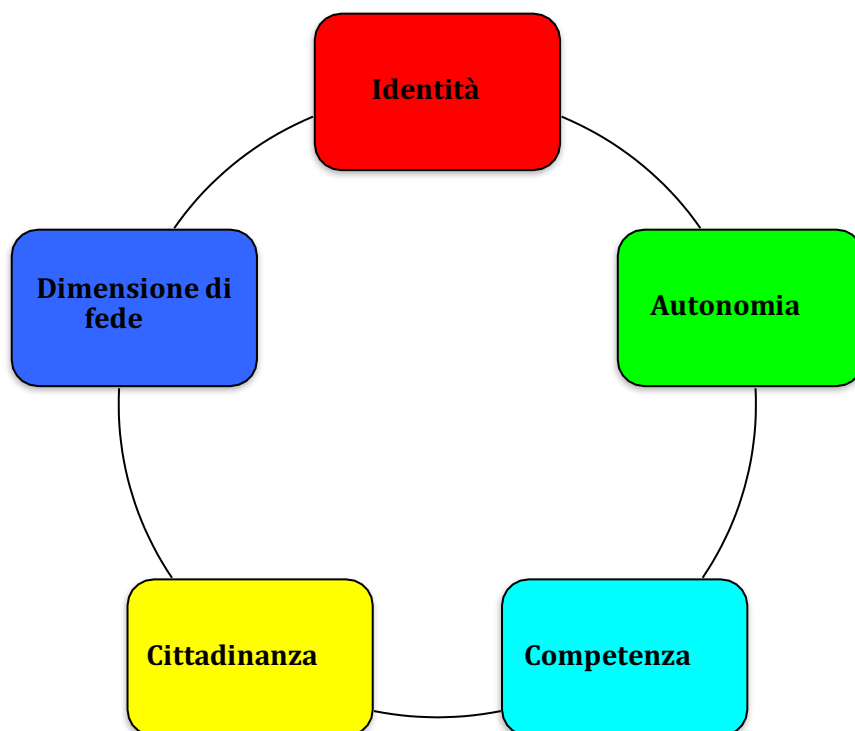 Identità
Autonomia
Competenza
Cittadinanza
Dimensione di
fede